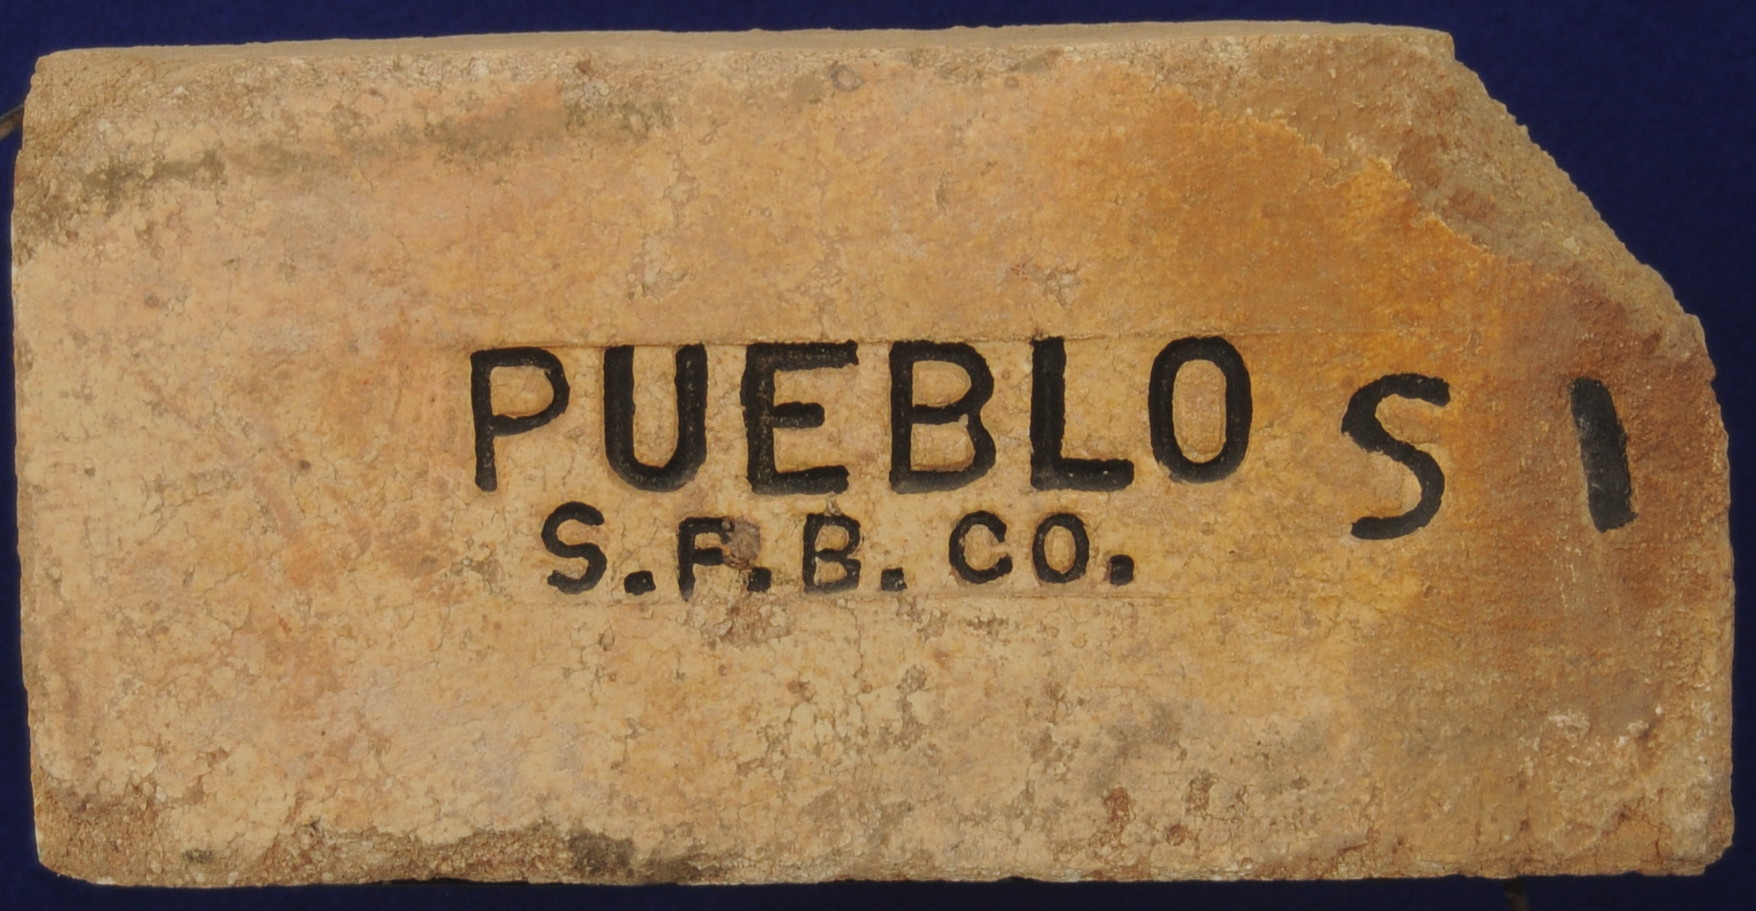 PUEBLO S I
S.F.B. CO.